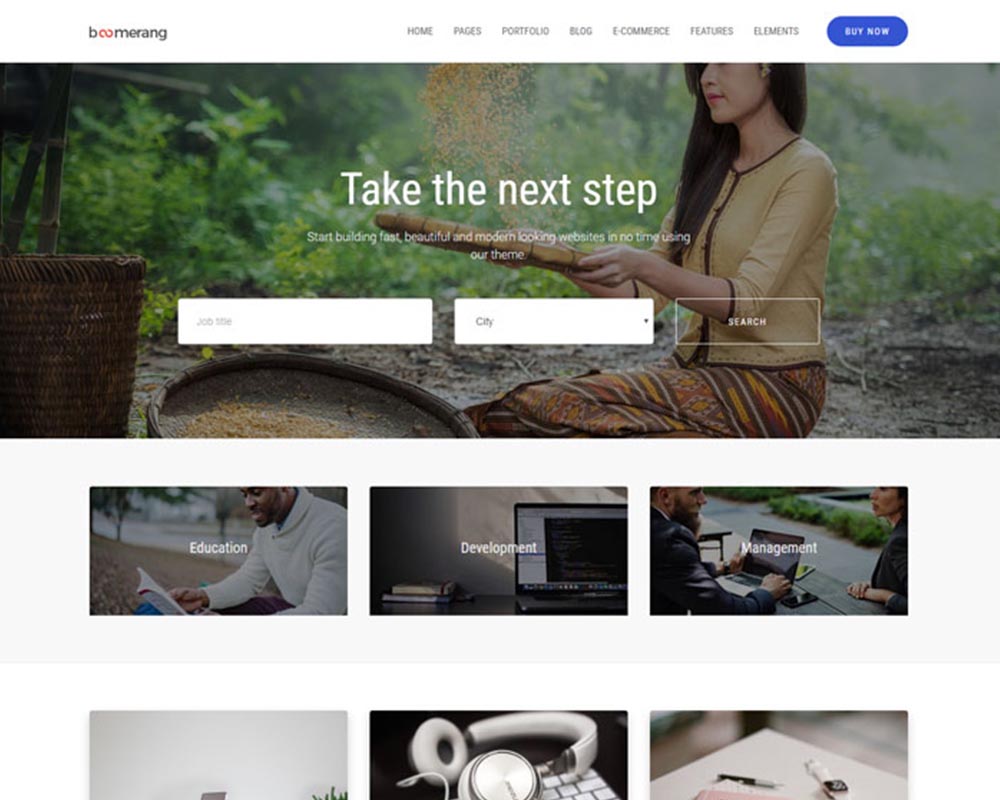 boomerang
HOME PAGES PORTFOLIO BLOG E-COMMERCE FEATURES ELEMENTS BUY NOW
Take the next step
Start building fast, beautiful and modern looking websites in no time using
our theme.
Job title City SEARCH
Education Development Management